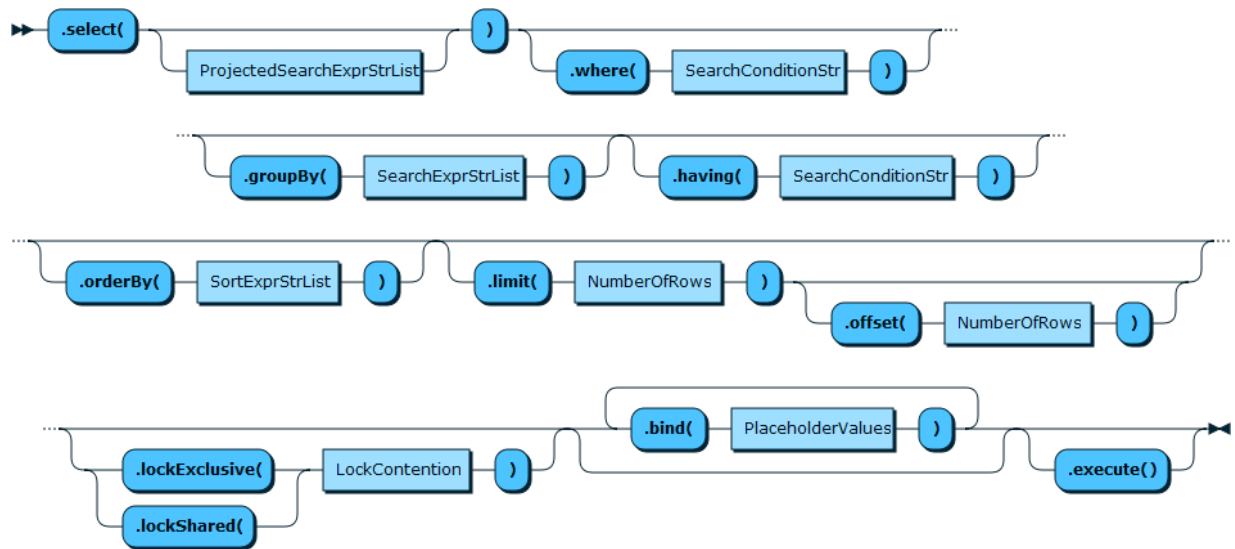 .select( )
ProjectedSearchExprStrList
.where( SearchConditionStr )
.groupBy( SearchExprStrList ) .having( SearchConditionStr )
.orderBy( SortExprStrList ) .limit( NumberOfRows )
.offset( NumberOfRows )
.bind( PlaceholderValues )
.lockExclusive( LockContention ) .execute()
.lockShared(